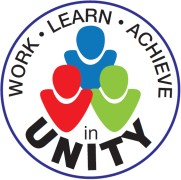 WORK • LEARN • ACHIEVE
in
UNITY